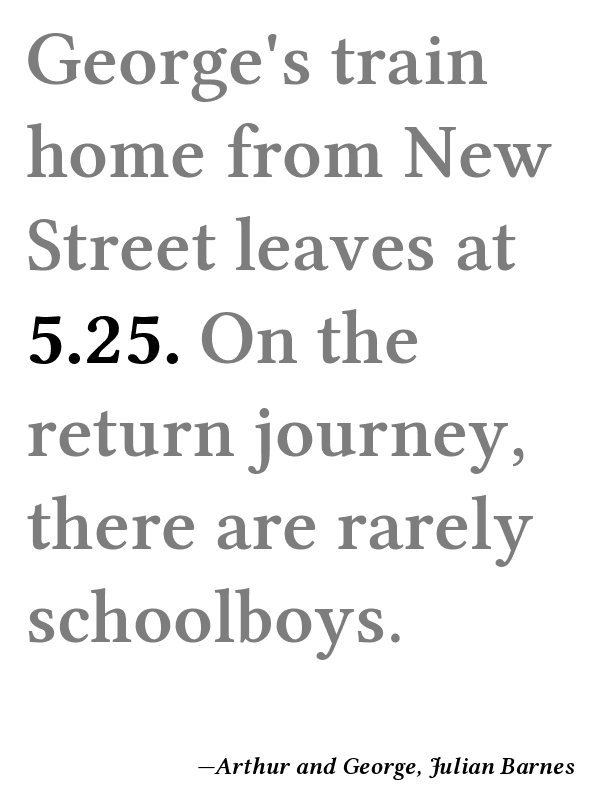 George's train
home from New
Street leaves at
5.25. On the
return journey,
there are rarely
schoolboys.
—Arthur and George, Julian Barnes